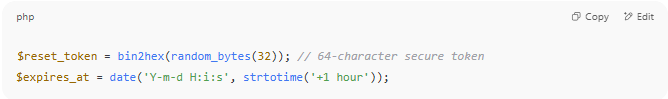 php
Copy
Edit
$reset_token = bin2hex(random_bytes(32)); // 64-character secure token
$expires_at = date('Y-m-d H:i:s', strtotime('+1 hour'));